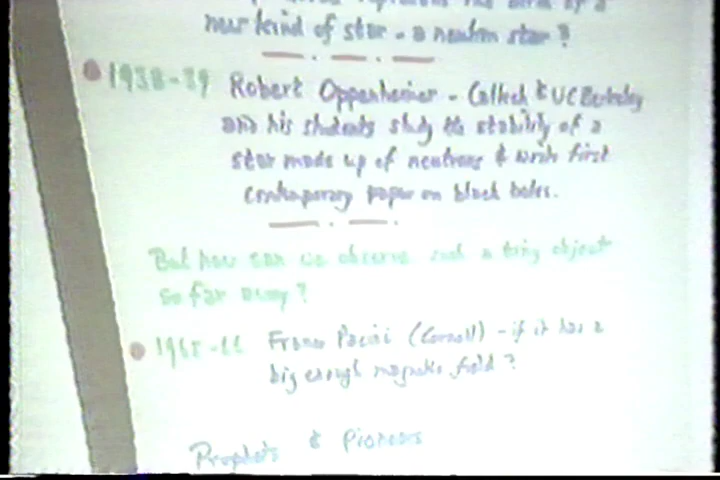 new kind of star - a neutron star?
1938-39 Robert Oppenheimer - Caltech & UC Berkeley
and his students study the stability of a
star made up of neutrons & write first
contemporary paper on black holes.
But how can we observe such a tiny object
so far away?
Franco Pacini (Cornell) - if it has a
big enough magnetic field?
Prophets & Pioneers